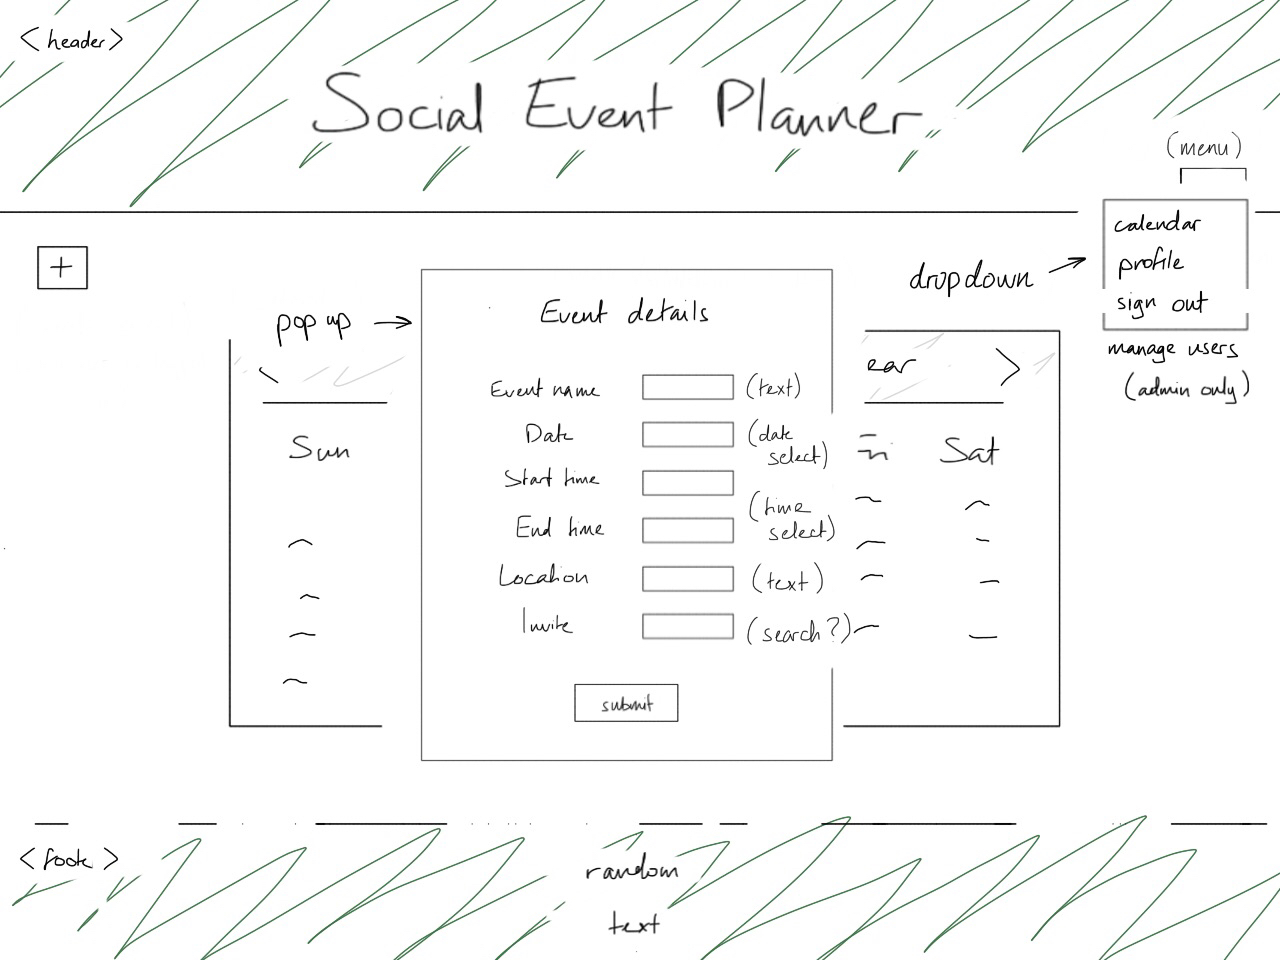 <header>
Social Event Planner
(menu)
calendar
profile
sign out
manage users
(admin only)
dropdown
+
pop up
Event details
Event name (text)
Date (date select)
Start time
End time (time select)
Location (text)
Invite (search?)
submit
<
ear >
Sun
Fri Sat
<foote>
random
text